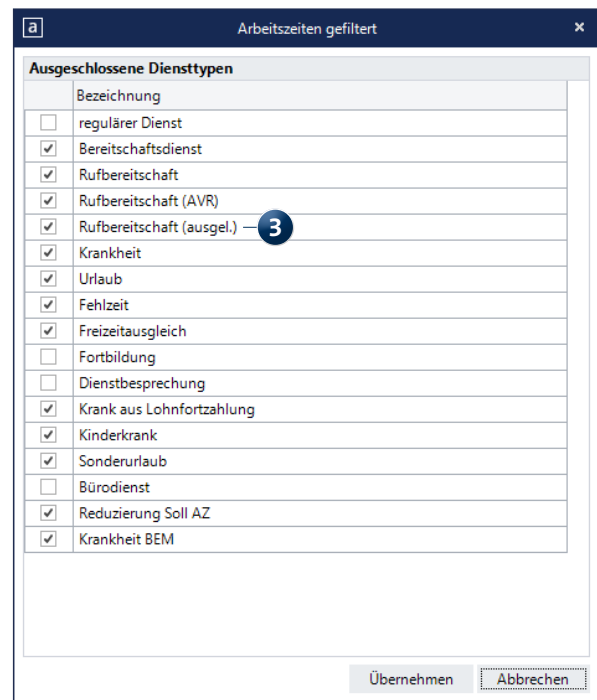 a Arbeitszeiten gefiltert ×
Ausgeschlossene Diensttypen
Bezeichnung
regulärer Dienst
Bereitschaftsdienst
Rufbereitschaft
Rufbereitschaft (AVR)
Rufbereitschaft (ausgel.) 3
Krankheit
Urlaub
Fehlzeit
Freizeitausgleich
Fortbildung
Dienstbesprechung
Krank aus Lohnfortzahlung
Kinderkrank
Sonderurlaub
Bürodienst
Reduzierung Soll AZ
Krankheit BEM
Übernehmen Abbrechen